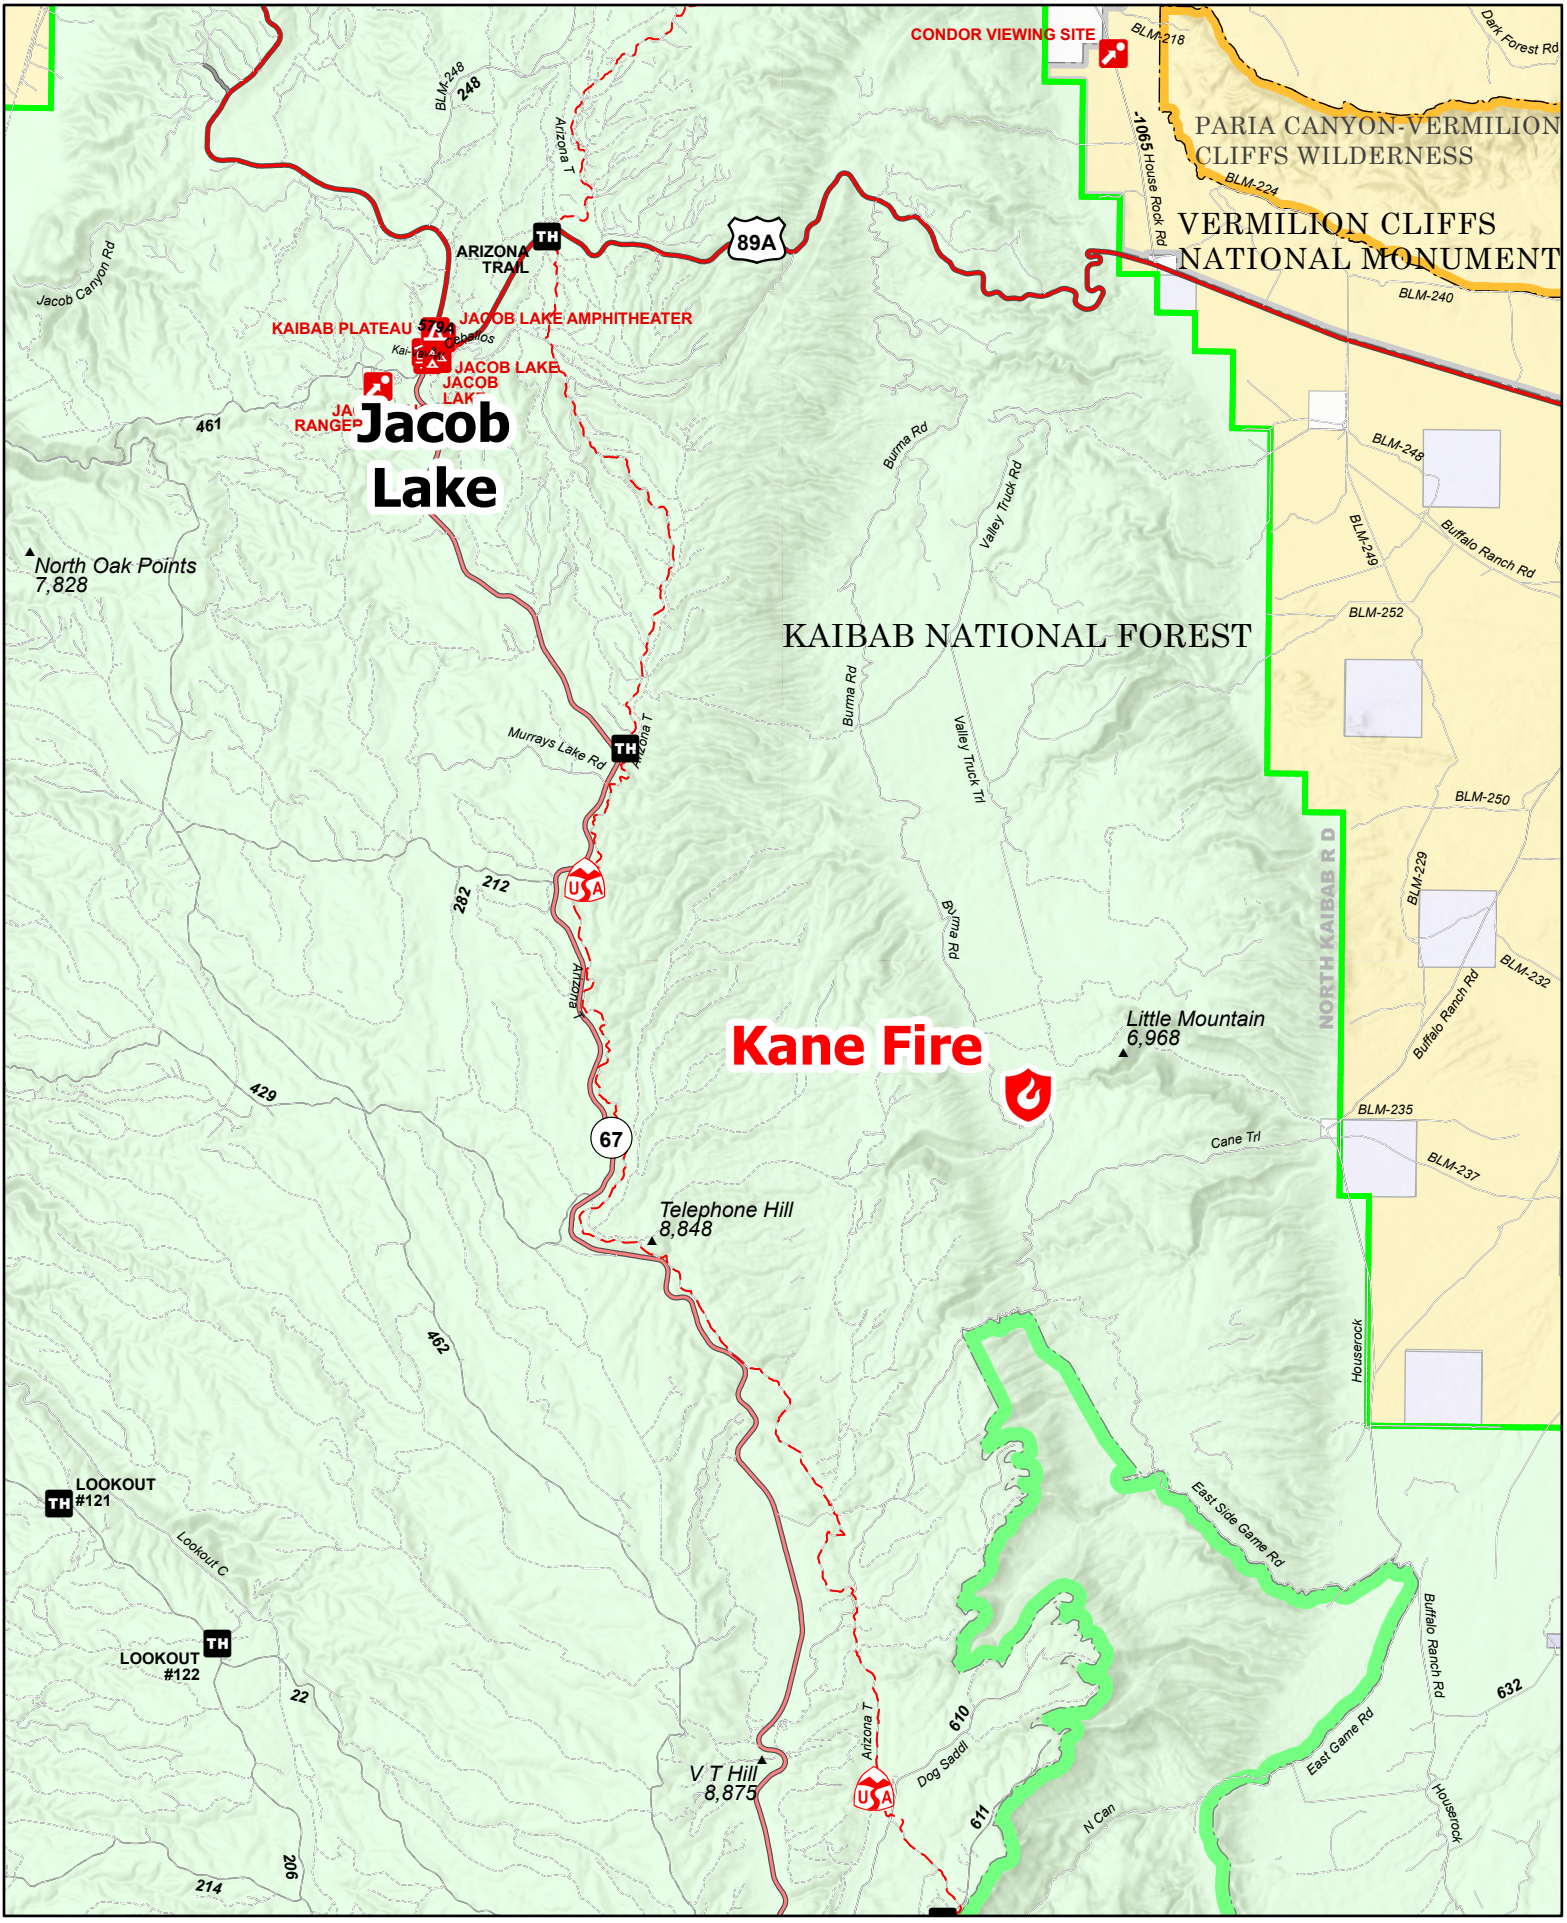 CONDOR VIEWING SITE
BLM-218
Dark Forest Rd
BLM-248
248
Arizona T
-1065
House Rock Rd
PARIA CANYON-VERMILION
CLIFFS WILDERNESS
BLM-224
VERMILION CLIFFS
NATIONAL MONUMENT
BLM-240
TH
ARIZONA
TRAIL
89A
Jacob Canyon Rd
KAIBAB PLATEAU
579A
JACOB LAKE AMPHITHEATER
Ceballos
JACOB LAKE
JACOB
RANGER
Jacob
Lake
461
Burma Rd
Valley Truck Rd
BLM-248
BLM-249
Buffalo Ranch Rd
North Oak Points
7,828
BLM-252
KAIBAB NATIONAL FOREST
Burma Rd
Valley Truck Trl
Murrays Lake Rd
TH
Arizona T
BLM-250
NORTH KAIBAB R D
BLM-229
282
212
USA
Burma Rd
BLM-232
Arizona T
Buffalo Ranch Rd
Little Mountain
6,968
Kane Fire
429
BLM-235
67
Cane Trl
BLM-237
Telephone Hill
8,848
462
Houserock
LOOKOUT
#121
TH
East Side Game Rd
Lookout C
TH
LOOKOUT
#122
Buffalo Ranch Rd
22
632
610
Arizona T
East Game Rd
Dog Saddl
V T Hill
8,875
USA
611
N Can
Houserock
206
214